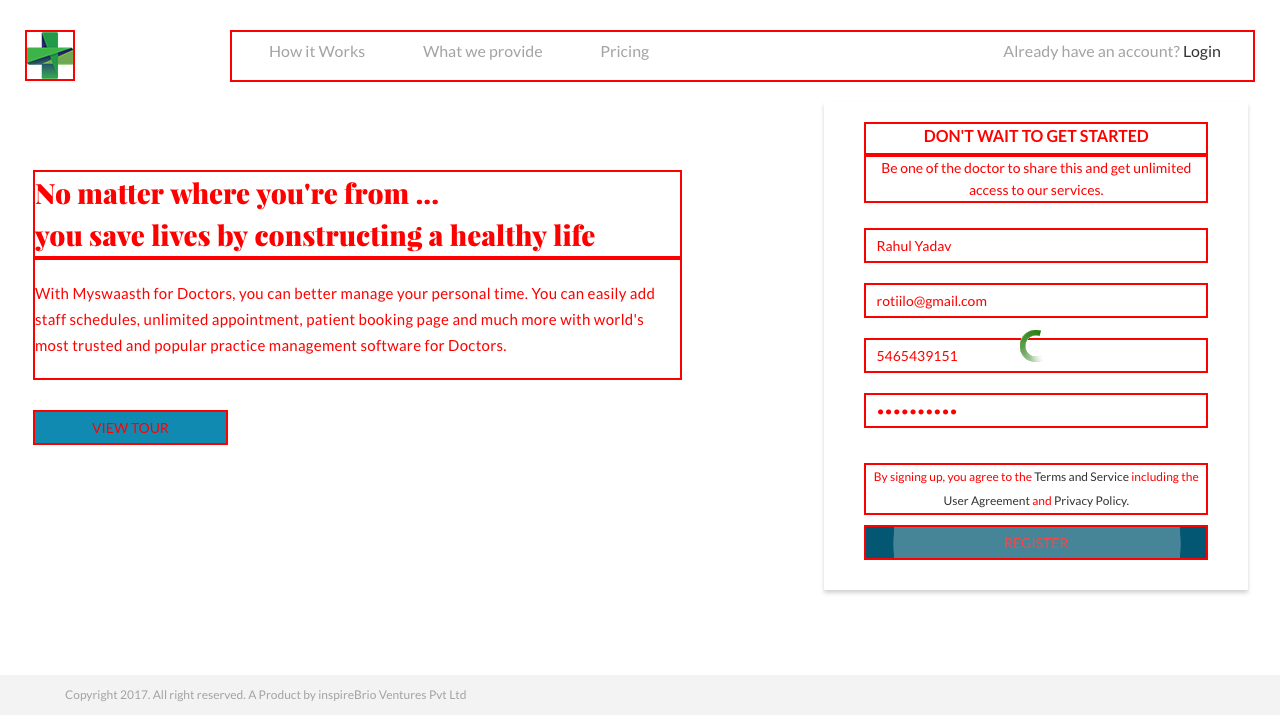 How it Works What we provide Pricing Already have an account? Login
No matter where you're from ...
you save lives by constructing a healthy life
With Myswaasth for Doctors, you can better manage your personal time. You can easily add
staff schedules, unlimited appointment, patient booking page and much more with world's
most trusted and popular practice management software for Doctors.
VIEW TOUR
DON'T WAIT TO GET STARTED
Be one of the doctor to share this and get unlimited
access to our services.
Rahul Yadav
rotiilo@gmail.com
5465439151
••••••••••
By signing up, you agree to the Terms and Service including the
User Agreement and Privacy Policy.
REGISTER
Copyright 2017. All right reserved. A Product by inspireBrio Ventures Pvt Ltd